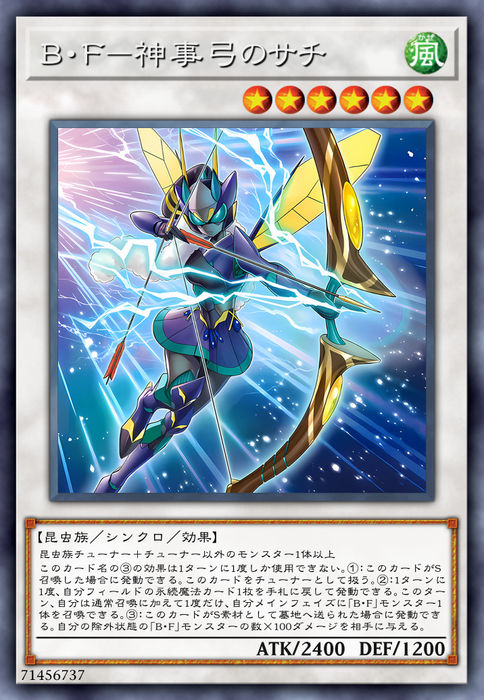 B・F－神事弓のサチ
かぜ
風
【昆虫族／シンクロ／効果】
昆虫族チューナー＋チューナー以外のモンスター1体以上
このカード名の③の効果は1ターンに1度しか使用できない。①:このカードがS
召喚した場合に発動できる。このカードをチューナーとして扱う。②:1ターンに
1度、自分フィールドの永続魔法カード1枚を手札に戻して発動できる。このター
ン、自分は通常召喚に加えて1度だけ、自分メインフェイズに「B・F」モンスター1
体を召喚できる。③:このカードがS素材として墓地へ送られた場合に発動でき
る。自分の除外状態の「B・F」モンスターの数×100ダメージを相手に与える。
ATK/2400 DEF/1200
71456737